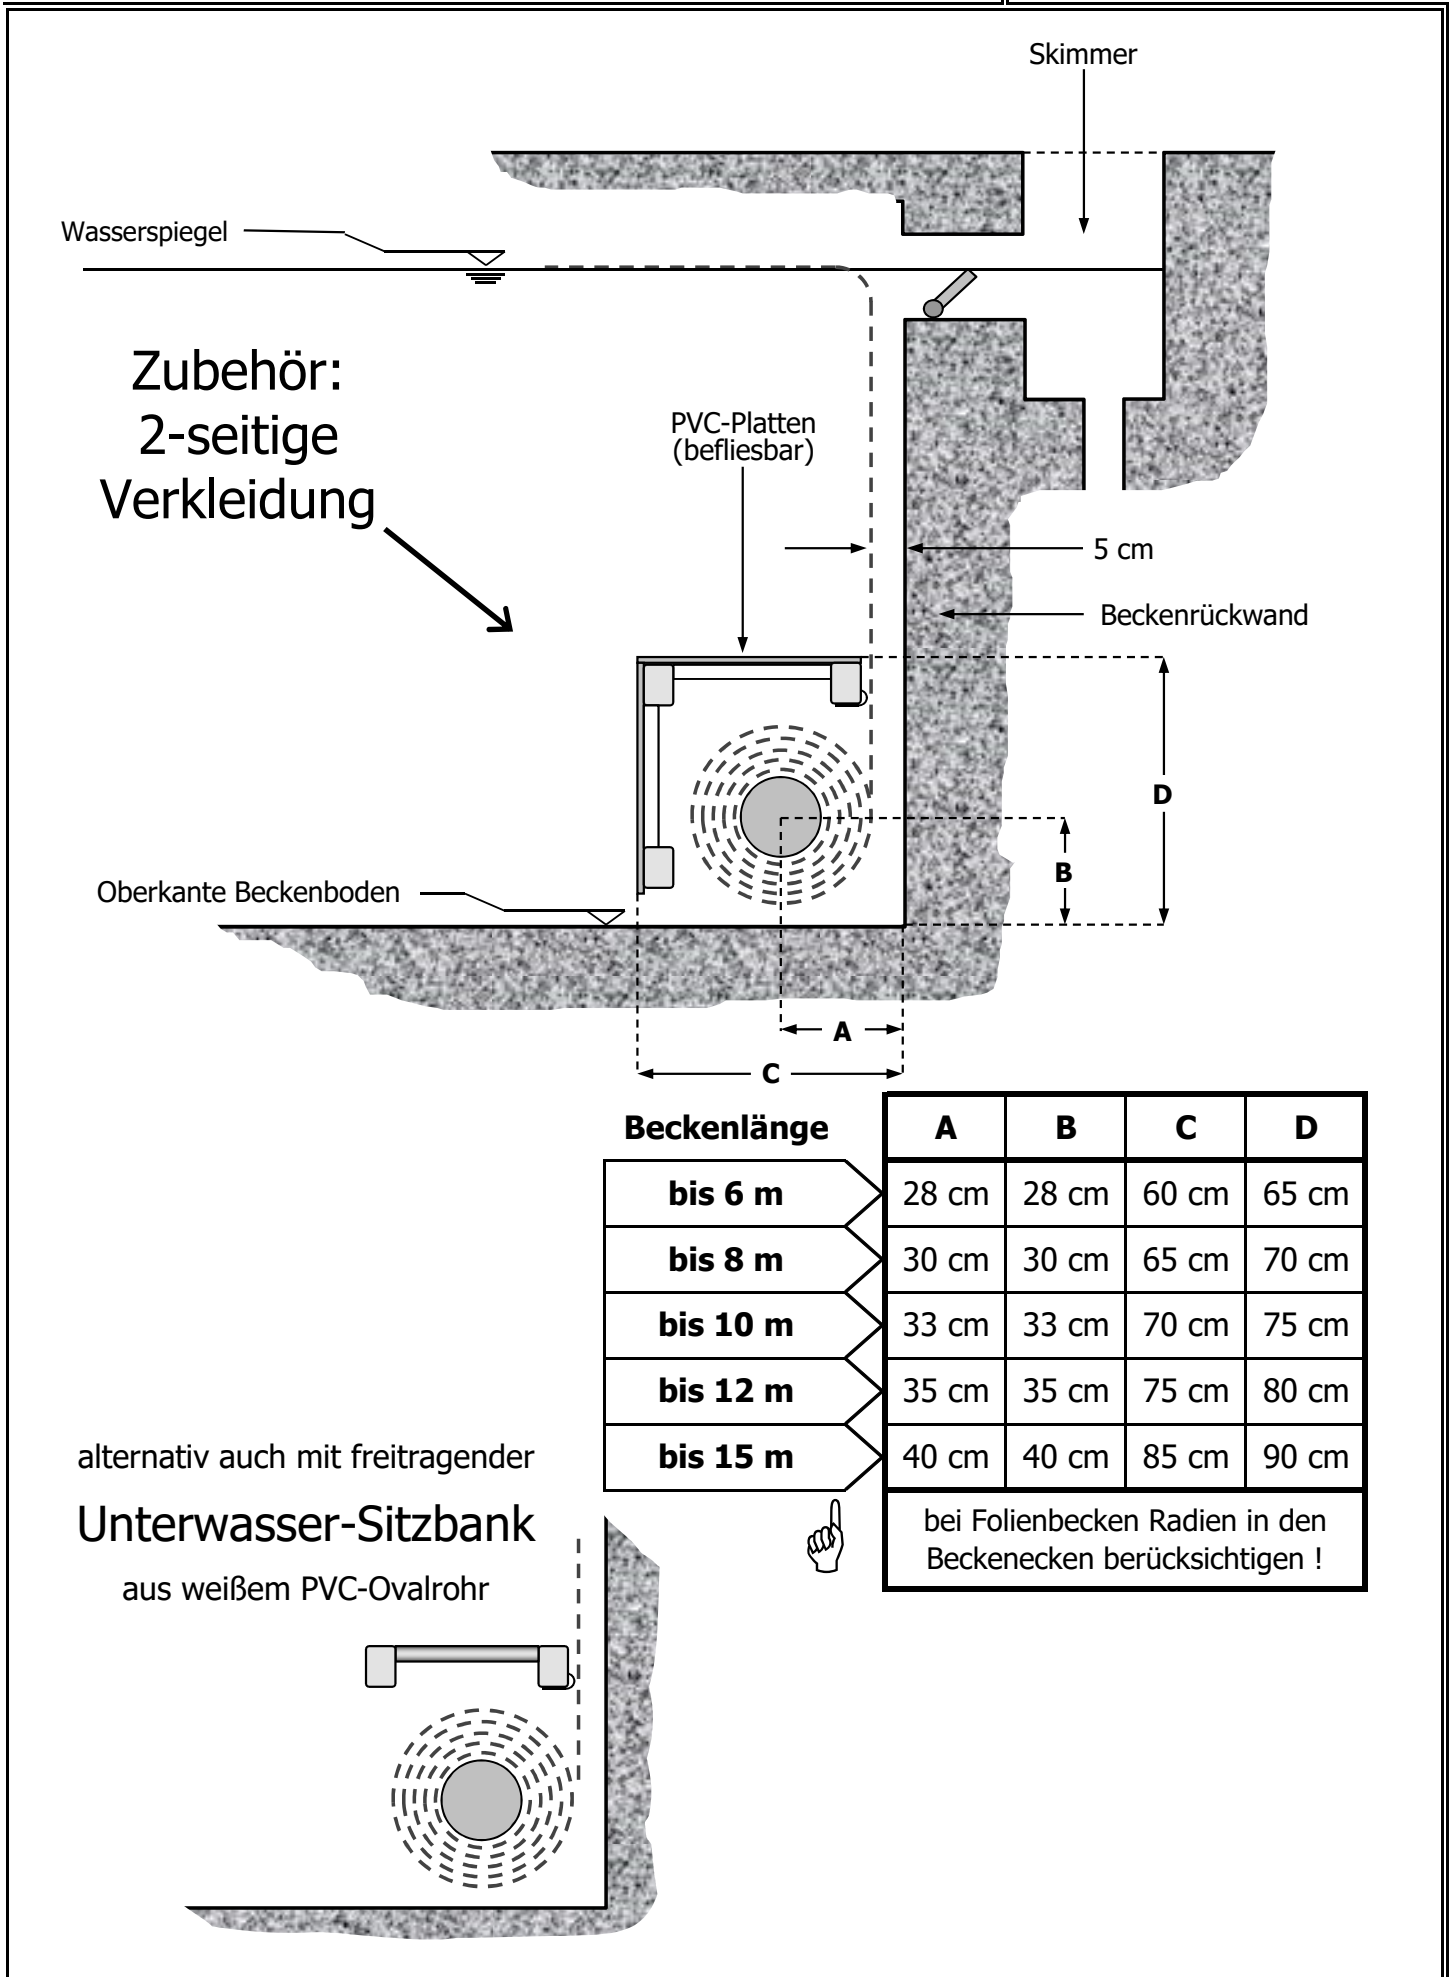 Skimmer
Wasserspiegel
Zubehör:
2-seitige
Verkleidung
PVC-Platten
(befliesbar)
5 cm
Beckenrückwand
D
B
Oberkante Beckenboden
A
C
Beckenlänge A B C D
bis 6 m 28 cm 28 cm 60 cm 65 cm
bis 8 m 30 cm 30 cm 65 cm 70 cm
bis 10 m 33 cm 33 cm 70 cm 75 cm
bis 12 m 35 cm 35 cm 75 cm 80 cm
bis 15 m 40 cm 40 cm 85 cm 90 cm
bei Folienbecken Radien in den
Beckenecken berücksichtigen !
alternativ auch mit freitragender
Unterwasser-Sitzbank
aus weißem PVC-Ovalrohr